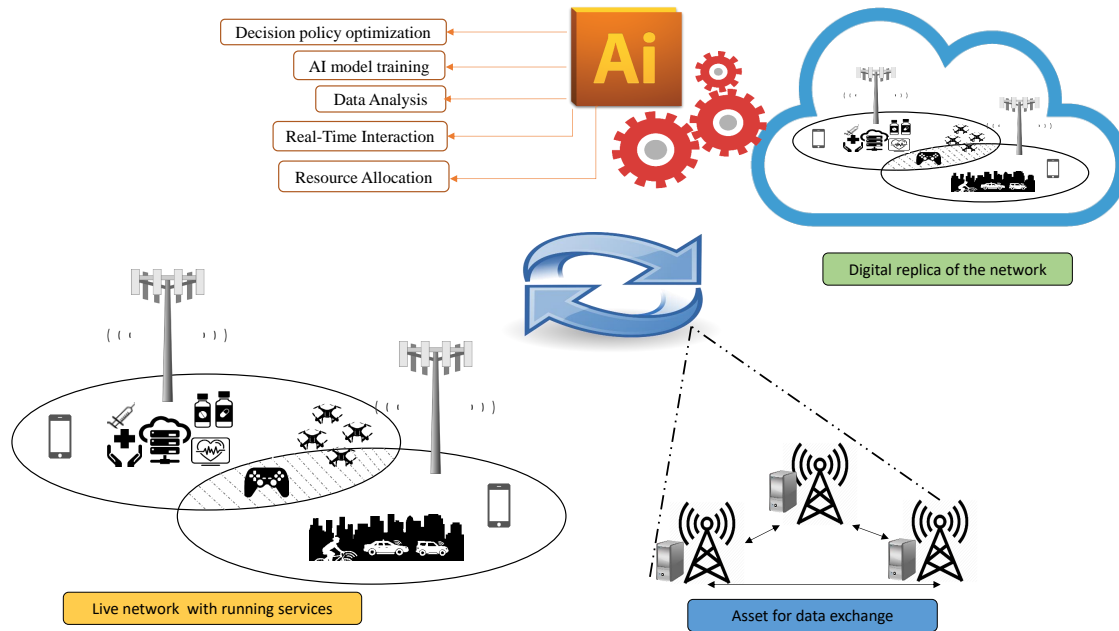 Decision policy optimization
AI model training
Data Analysis
Real-Time Interaction
Resource Allocation
Ai
Digital replica of the network
Live network with running services
Asset for data exchange